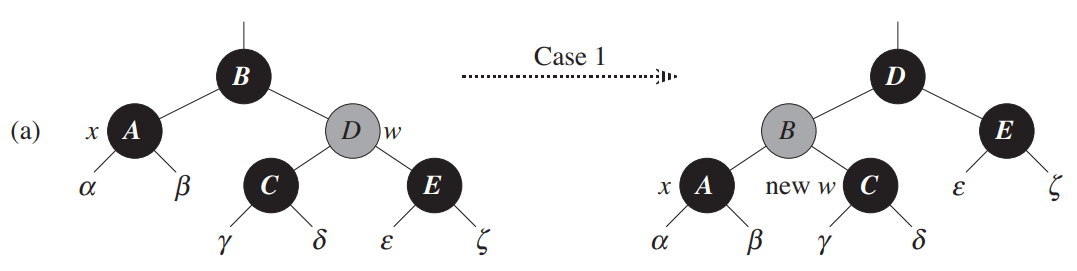 Case 1
B D
(a) x A D w B E
C E x A new w C
α β ε ζ
γ δ ε ζ α β γ δ